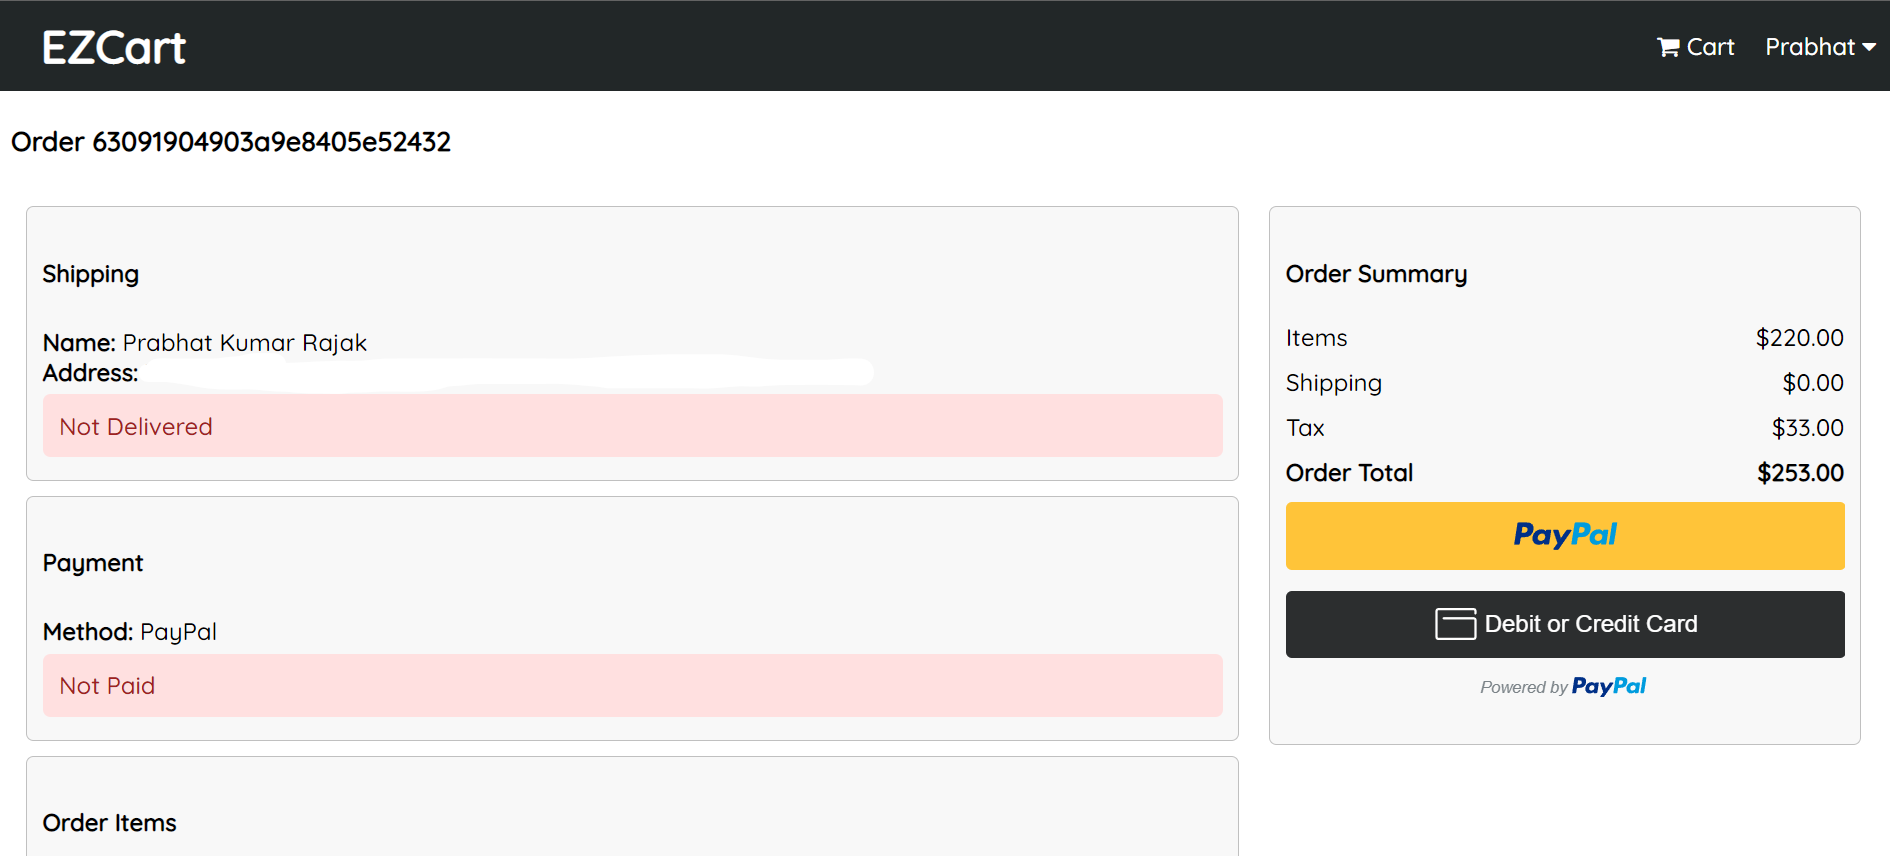 EZCart
Cart Prabhat
Order 63091904903a9e8405e52432
Shipping
Name: Prabhat Kumar Rajak
Address:
Not Delivered
Payment
Method: PayPal
Not Paid
Order Items
Order Summary
Items $220.00
Shipping $0.00
Tax $33.00
Order Total $253.00
PayPal
Debit or Credit Card
Powered by PayPal